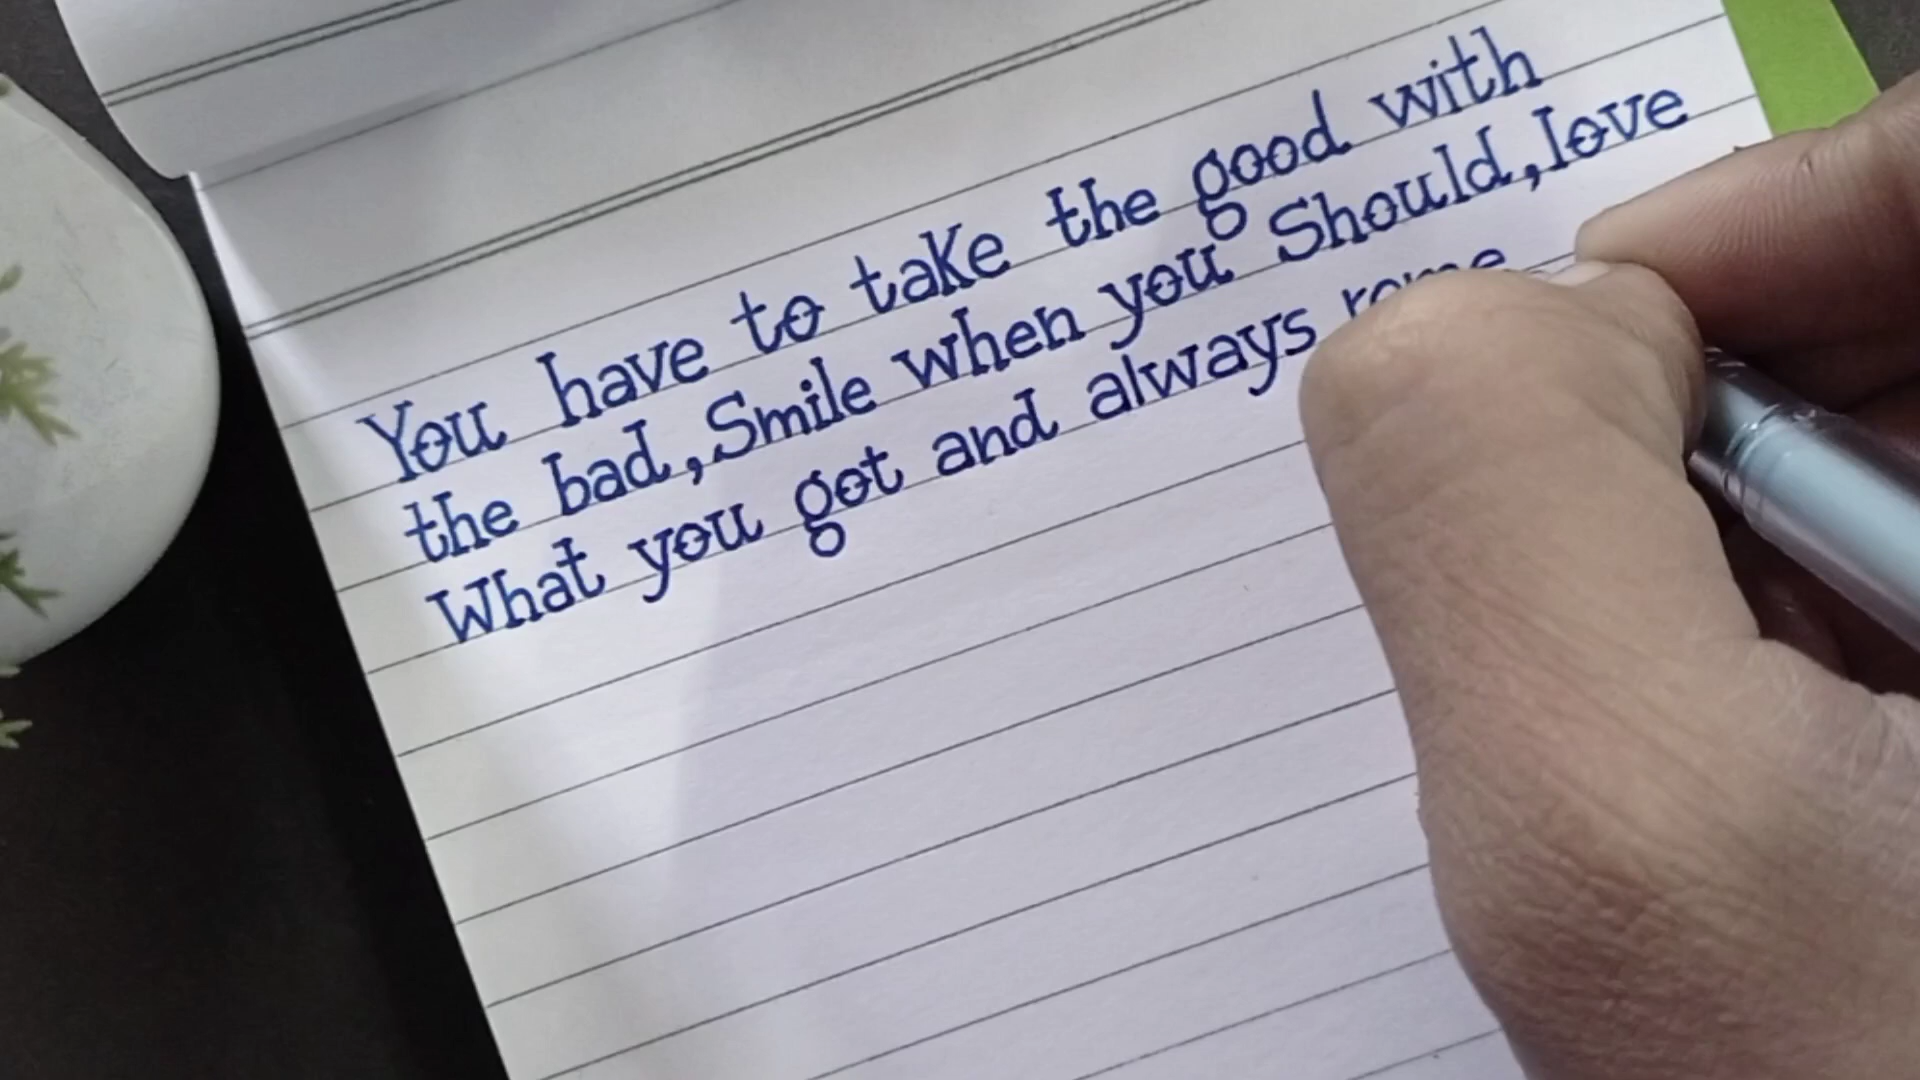 You have to take the good with
the bad, Smile when you Should, love
What you got and always